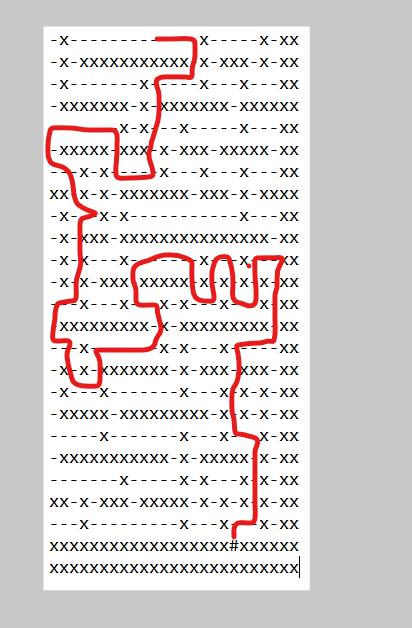 -x-------------x-----x-xx
-x-xxxxxxxxxxx-x-xxx-x-xx
-x-------x-----x---x---xx
-xxxxxxx-x-xxxxxxx-xxxxxx
-------x-x---x-----x---xx
-xxxxx-xxx-x-xxx-xxxxx-xx
---x-x-----x---x---x---xx
xx-x-x-xxxxxxx-xxx-x-xxxx
-x---x-x-----------x---xx
-x-xxx-xxxxxxxxxxxxxxx-xx
-x-x---x-------x---x-x-xx
-x-x-xxx-xxxxx-x-x-x-x-xx
---x---x---x-x---x---x-xx
-xxxxxxxxx-x-xxxxxxxxx-xx
---x-------x-x---x-----xx
-x-x-xxxxxxx-x-xxx-xxx-xx
-x---x-------x---x-x-x-xx
-xxxxx-xxxxxxxxx-x-x-x-xx
-----x-------x---x---x-xx
-xxxxxxxxxxx-x-xxxxx-x-xx
-------x-----x---x---x-xx
xx-x-xxx-xxxxx-x-x-x-x-xx
---x---------x---x---x-xx
xxxxxxxxxxxxxxxxxx#xxxxxx
xxxxxxxxxxxxxxxxxxxxxxxxx